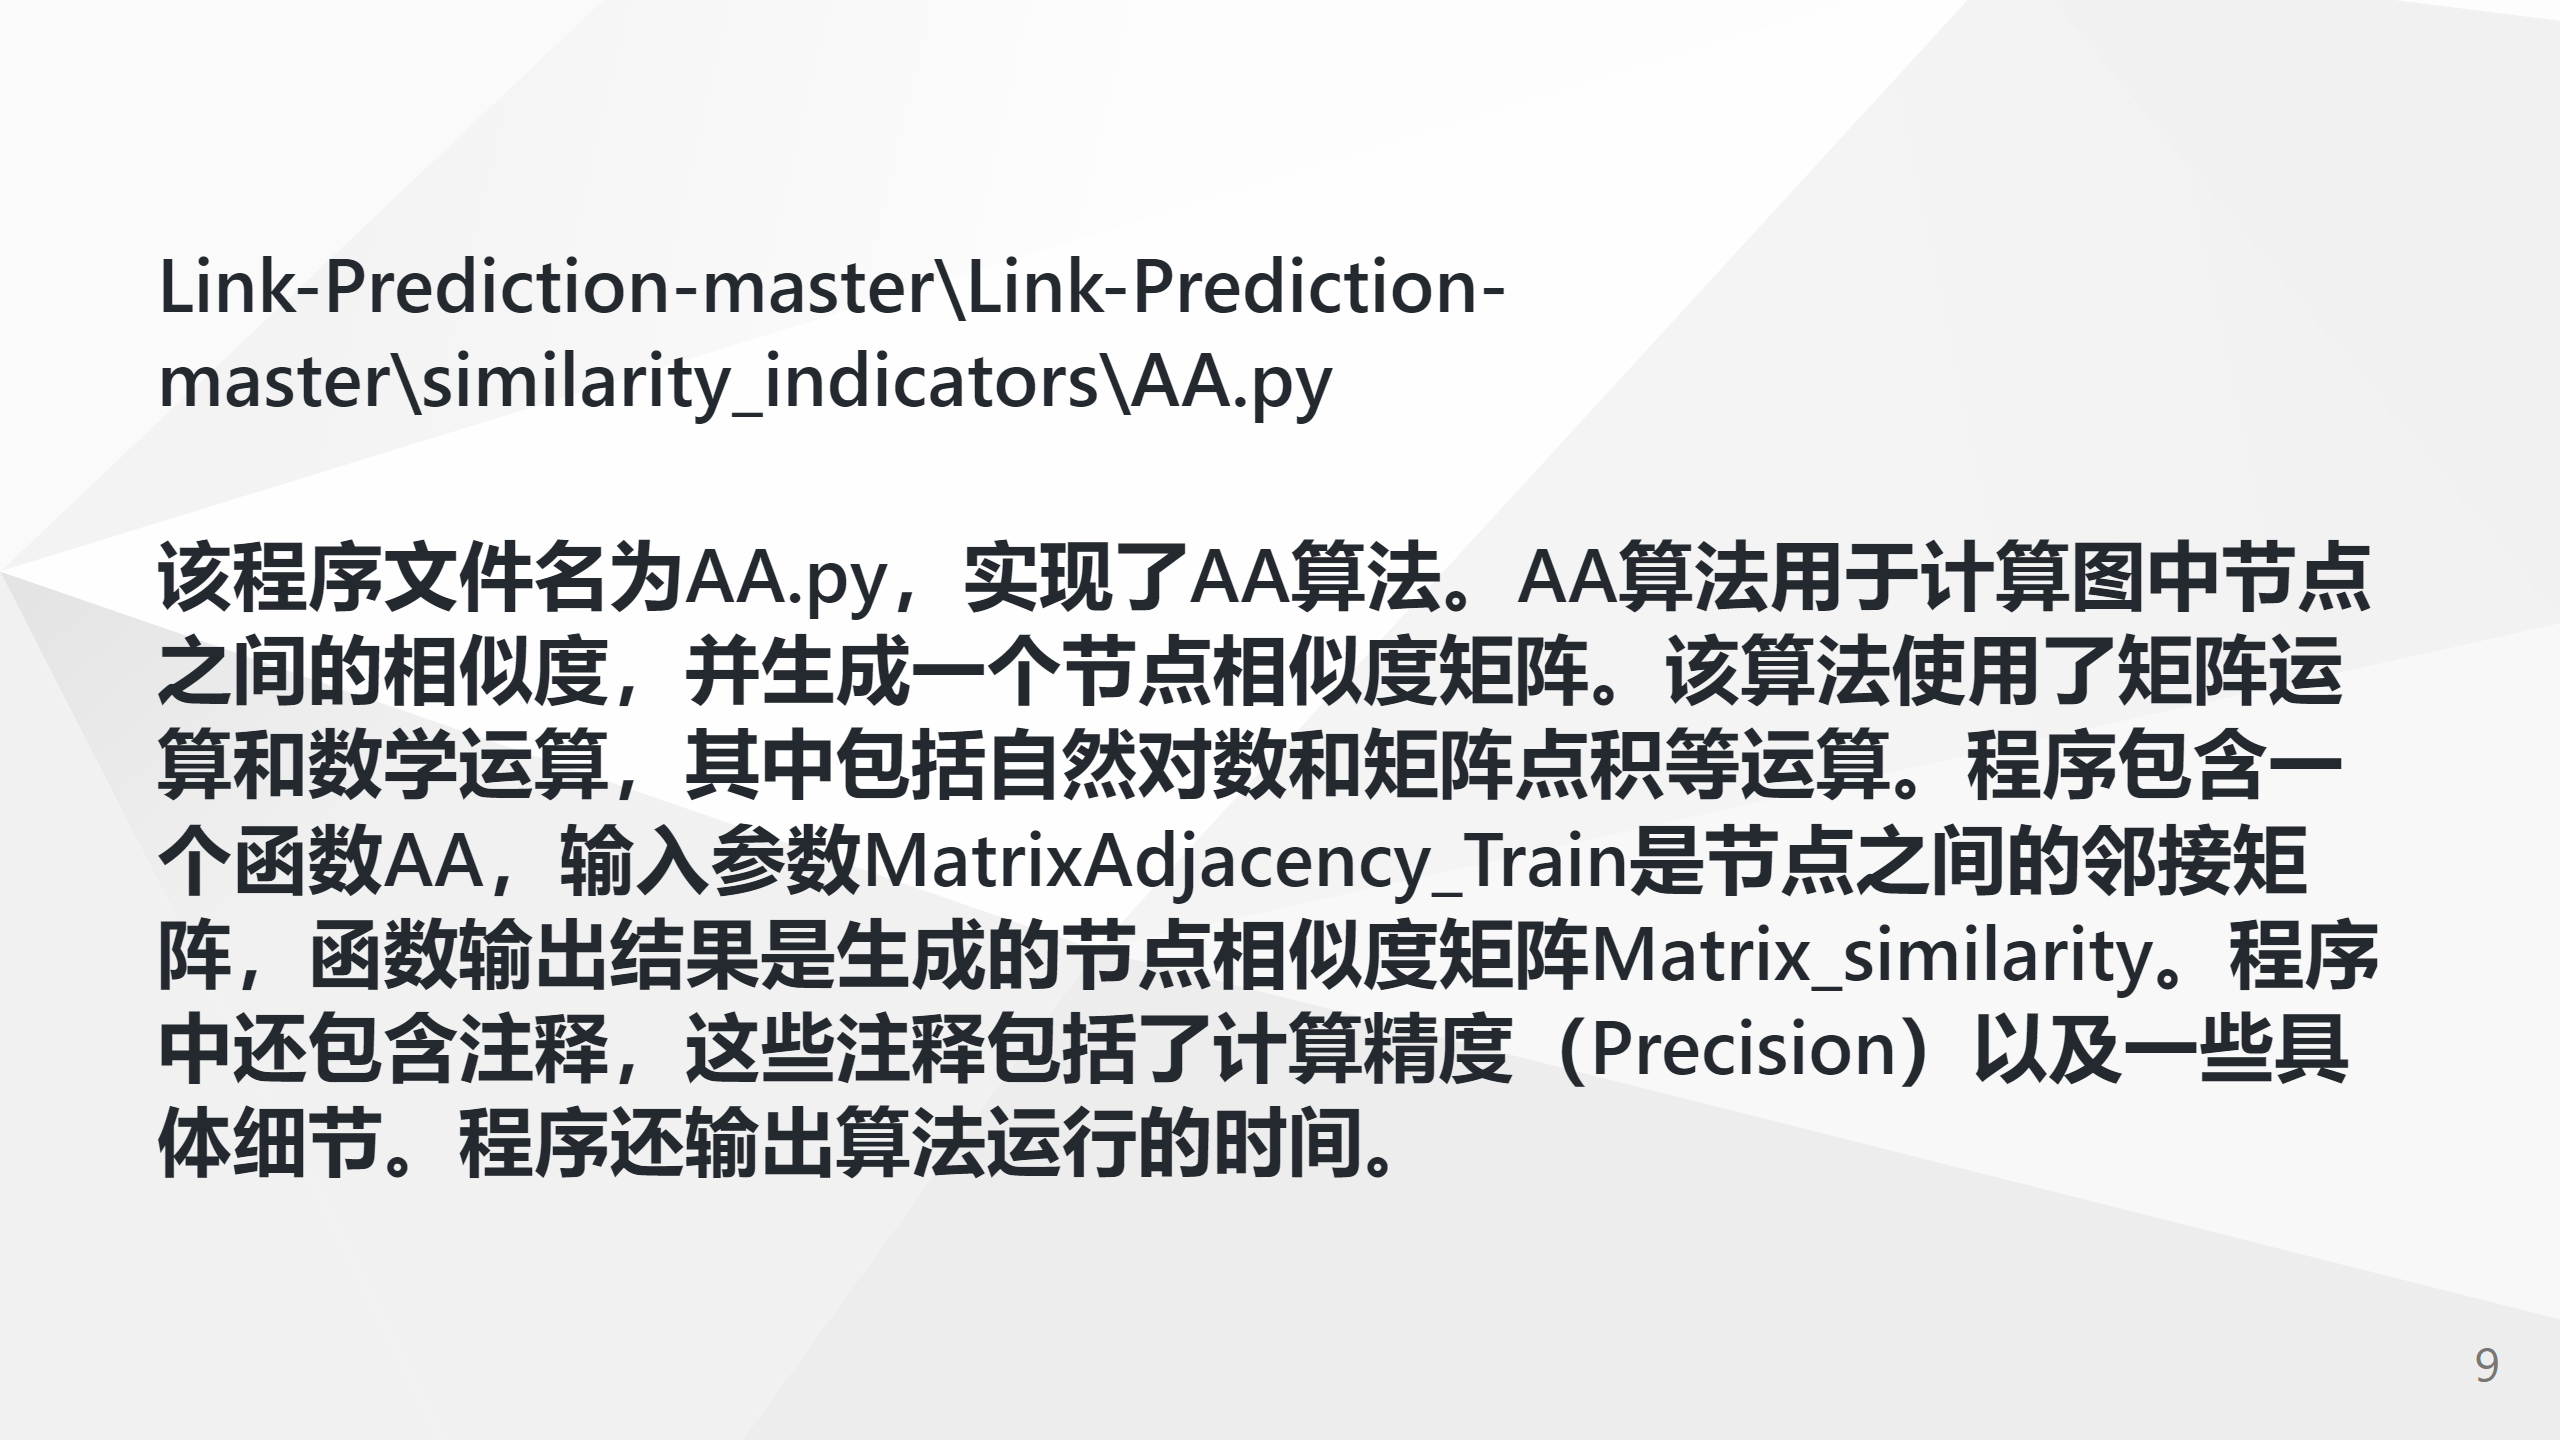 Link-Prediction-master\Link-Prediction-
master\similarity_indicators\AA.py
该程序文件名为AA.py，实现了AA算法。AA算法用于计算图中节点
之间的相似度，并生成一个节点相似度矩阵。该算法使用了矩阵运
算和数学运算，其中包括自然对数和矩阵点积等运算。程序包含一
个函数AA，输入参数MatrixAdjacency_Train是节点之间的邻接矩
阵，函数输出结果是生成的节点相似度矩阵Matrix_similarity。程序
中还包含注释，这些注释包括了计算精度（Precision）以及一些具
体细节。程序还输出算法运行的时间。
9